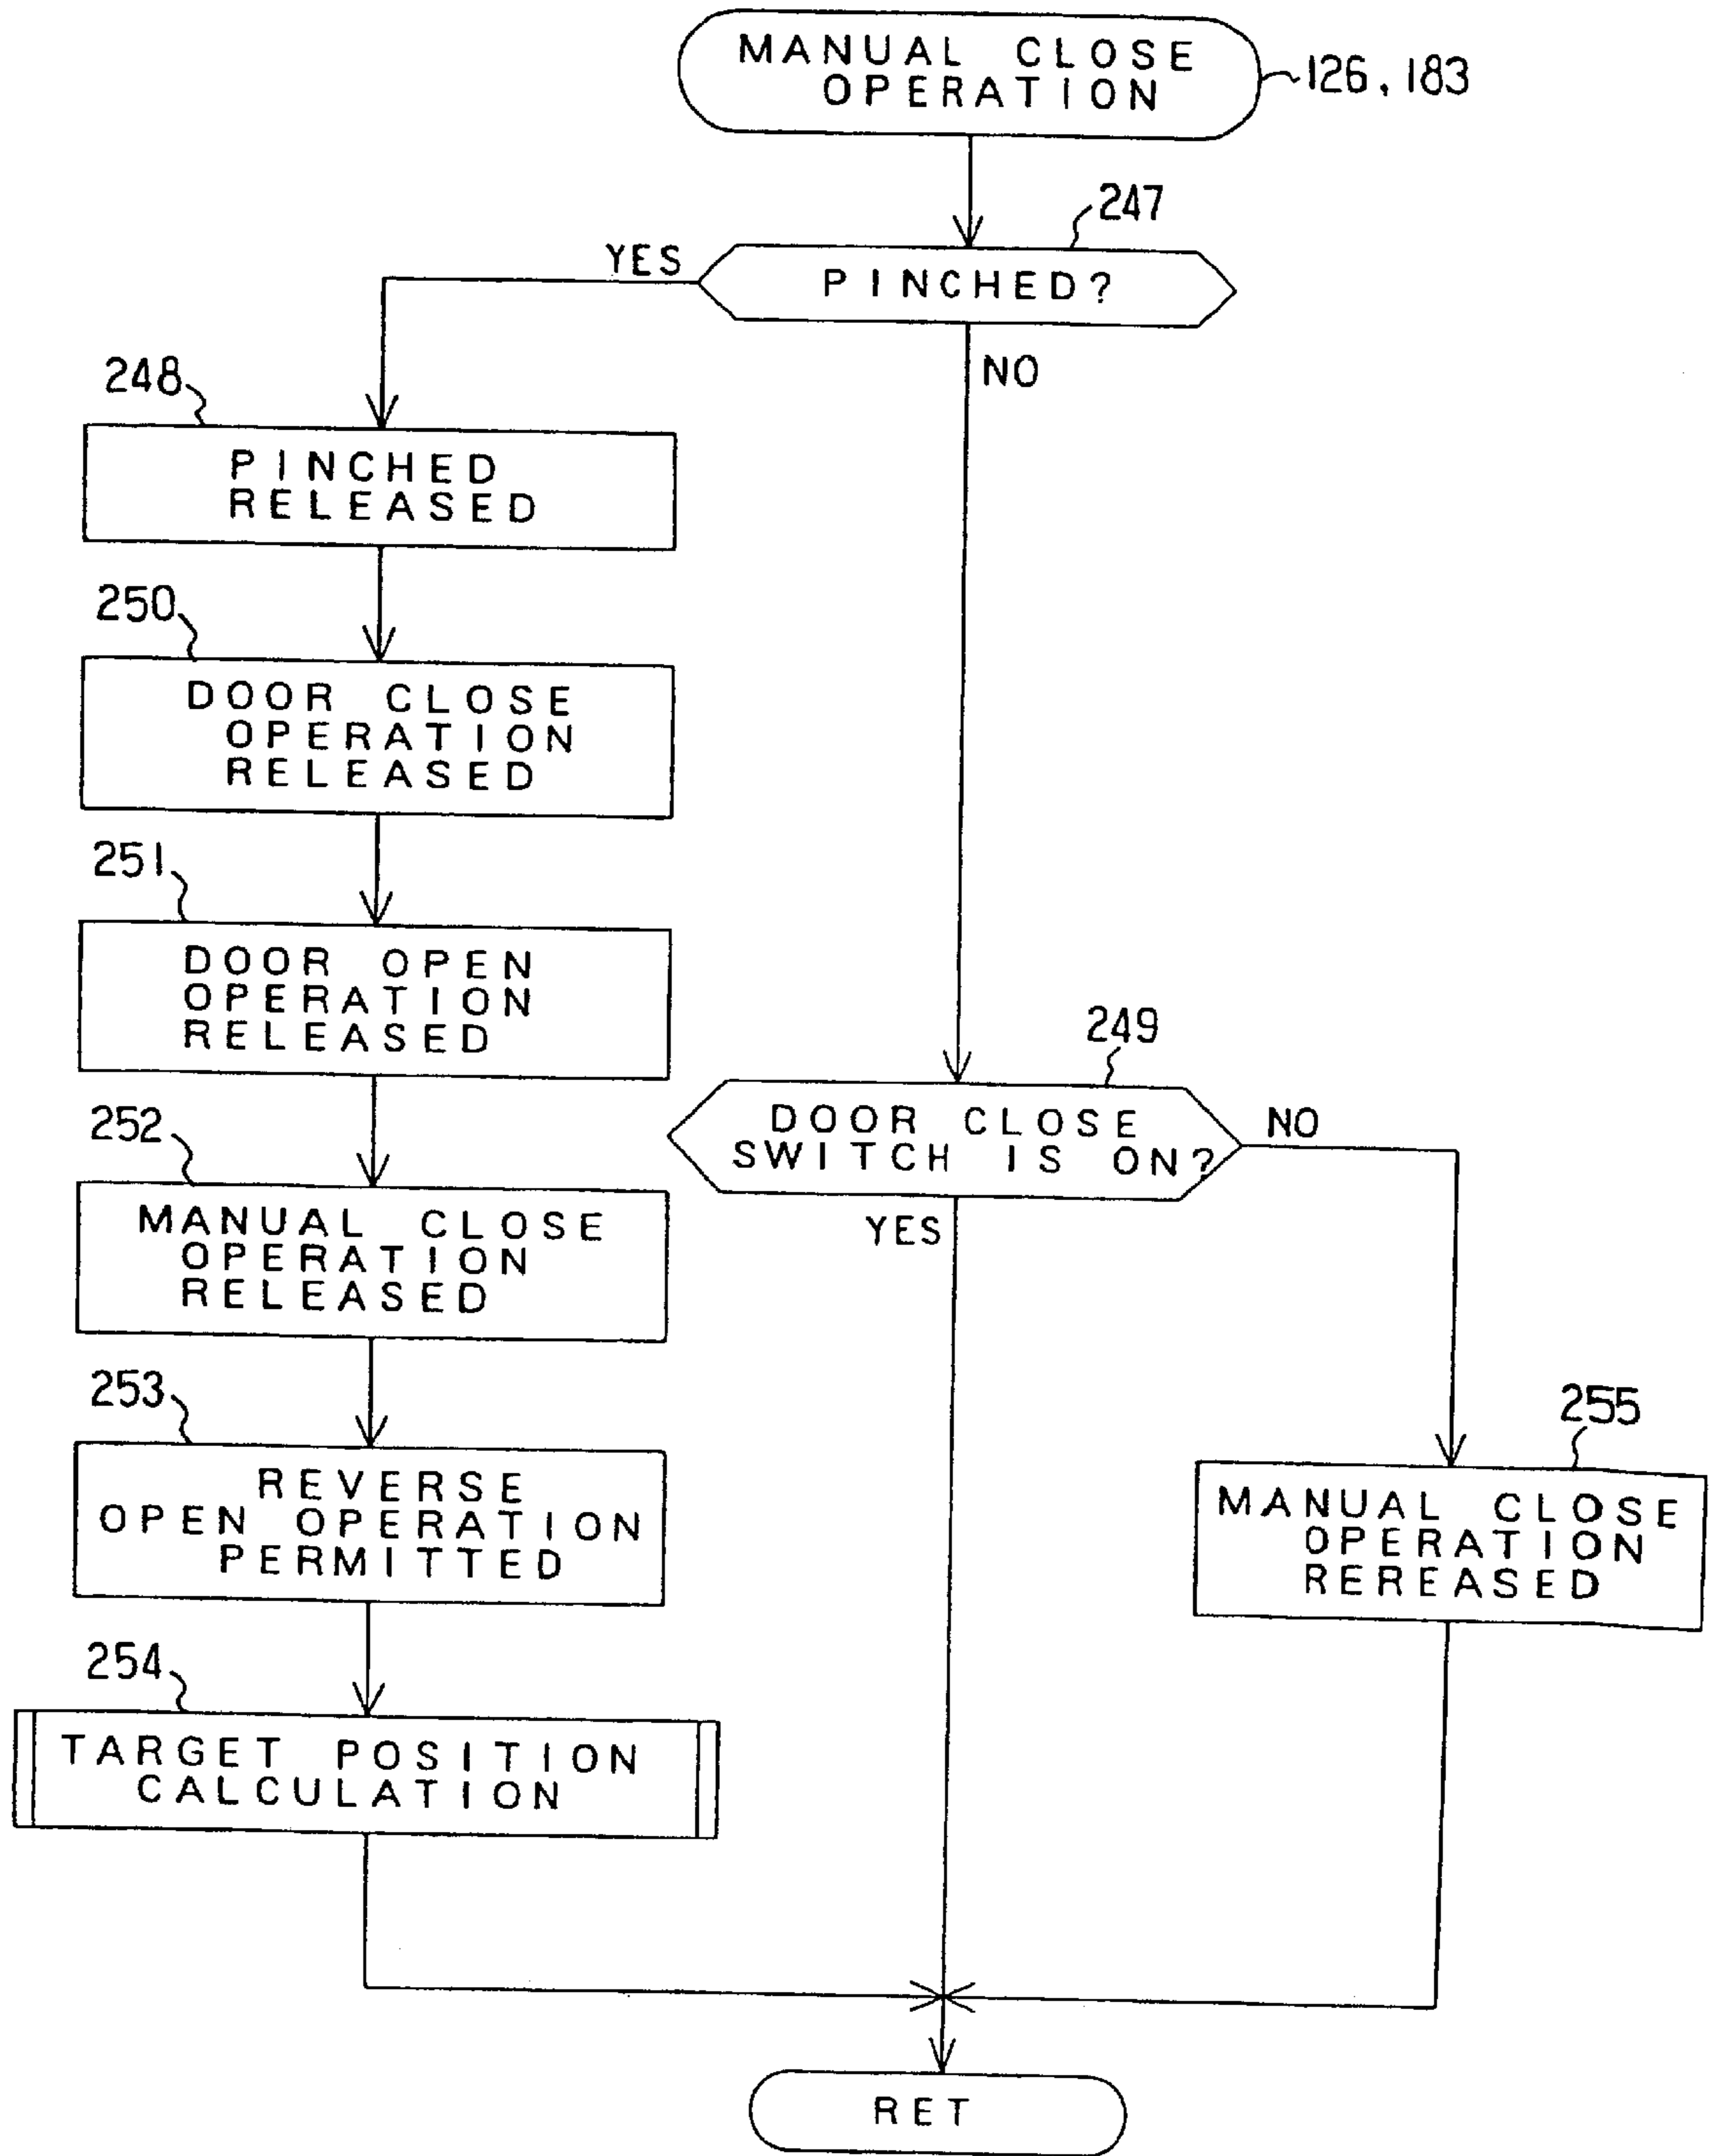 MANUAL CLOSE
OPERATION
126, 183
247
YES
PINCHED?
NO
248
PINCHED
RELEASED
250
DOOR CLOSE
OPERATION
RELEASED
251
DOOR OPEN
OPERATION
RELEASED
249
DOOR CLOSE
SWITCH IS ON?
NO
YES
252
MANUAL CLOSE
OPERATION
RELEASED
253
REVERSE
OPEN OPERATION
PERMITTED
255
MANUAL CLOSE
OPERATION
REREASED
254
TARGET POSITION
CALCULATION
RET